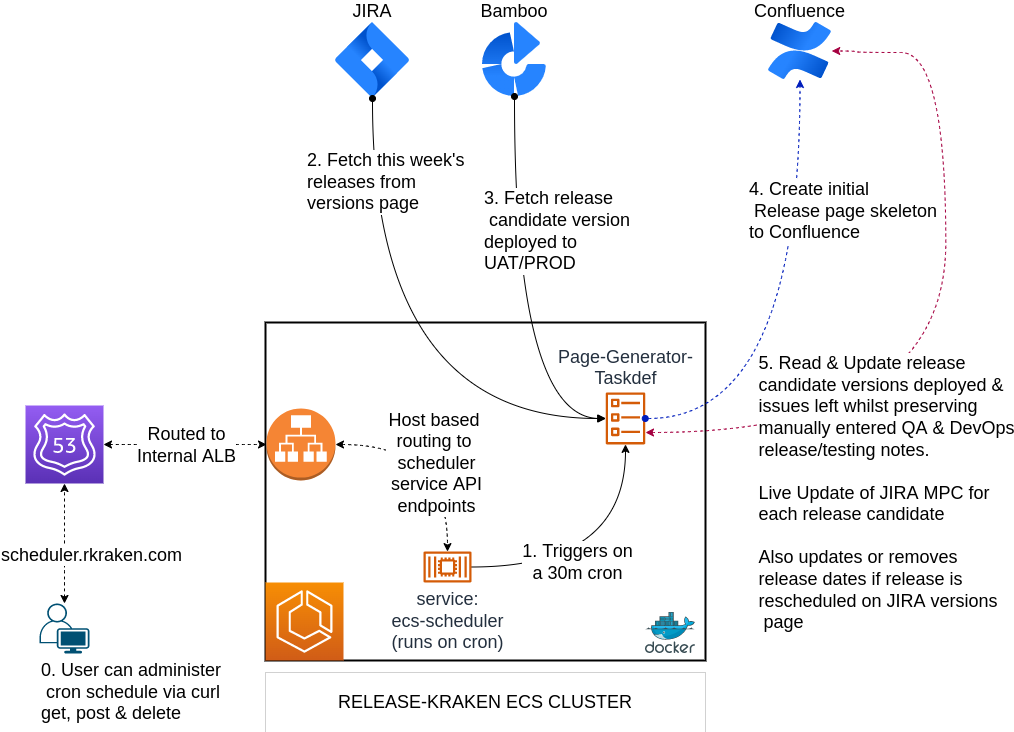 JIRA
Bamboo
Confluence
2. Fetch this week's
releases from
versions page
3. Fetch release
candidate version
deployed to
UAT/PROD
4. Create initial
Release page skeleton
to Confluence
Page-Generator-
Taskdef
5. Read & Update release
candidate versions deployed &
issues left whilst preserving
manually entered QA & DevOps
release/testing notes.
Live Update of JIRA MPC for
each release candidate
Also updates or removes
release dates if release is
rescheduled on JIRA versions
page
53
Routed to
Internal ALB
Host based
routing to
scheduler
service API
endpoints
scheduler.rkraken.com
1. Triggers on
a 30m cron
service:
ecs-scheduler
(runs on cron)
docker
0. User can administer
cron schedule via curl
get, post & delete
RELEASE-KRAKEN ECS CLUSTER